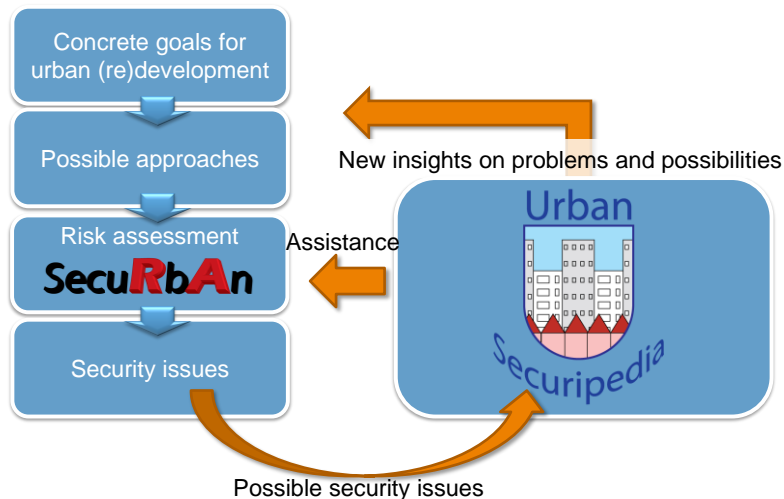 Concrete goals for
urban (re)development
Possible approaches
Risk assessment
SecuRbAn
Security issues
New insights on problems and possibilities
Assistance
Urban
Securipedia
Possible security issues